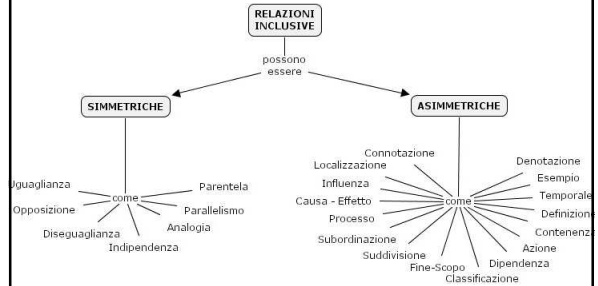 RELAZIONI
INCLUSIVE
possono
essere
SIMMETRICHE
ASIMMETRICHE
come
Uguaglianza
Opposizione
Diseguaglianza
Indipendenza
Analogia
Parallelismo
Parentela
come
Connotazione
Localizzazione
Influenza
Causa - Effetto
Processo
Subordinazione
Suddivisione
Fine-Scopo
Classificazione
Dipendenza
Azione
Contenenza
Definizione
Temporale
Esempio
Denotazione